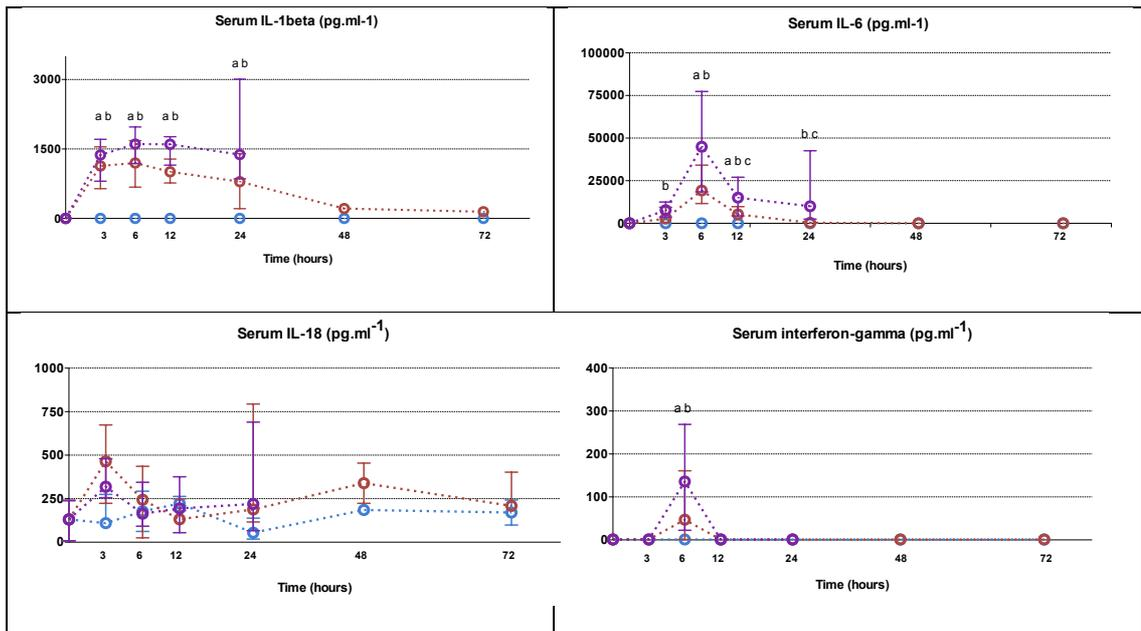 Serum IL-1beta (pg.ml-1)
3000
1500
0
a b
a b
a b
a b
3 6 12 24 48 72
Time (hours)
Serum IL-6 (pg.ml-1)
100000
75000
50000
25000
0
b
a b
a b c
b c
3 6 12 24 48 72
Time (hours)
Serum IL-18 (pg.ml-1)
1000
750
500
250
0
3 6 12 24 48 72
Time (hours)
Serum interferon-gamma (pg.ml-1)
400
300
200
100
0
a b
3 6 12 24 48 72
Time (hours)